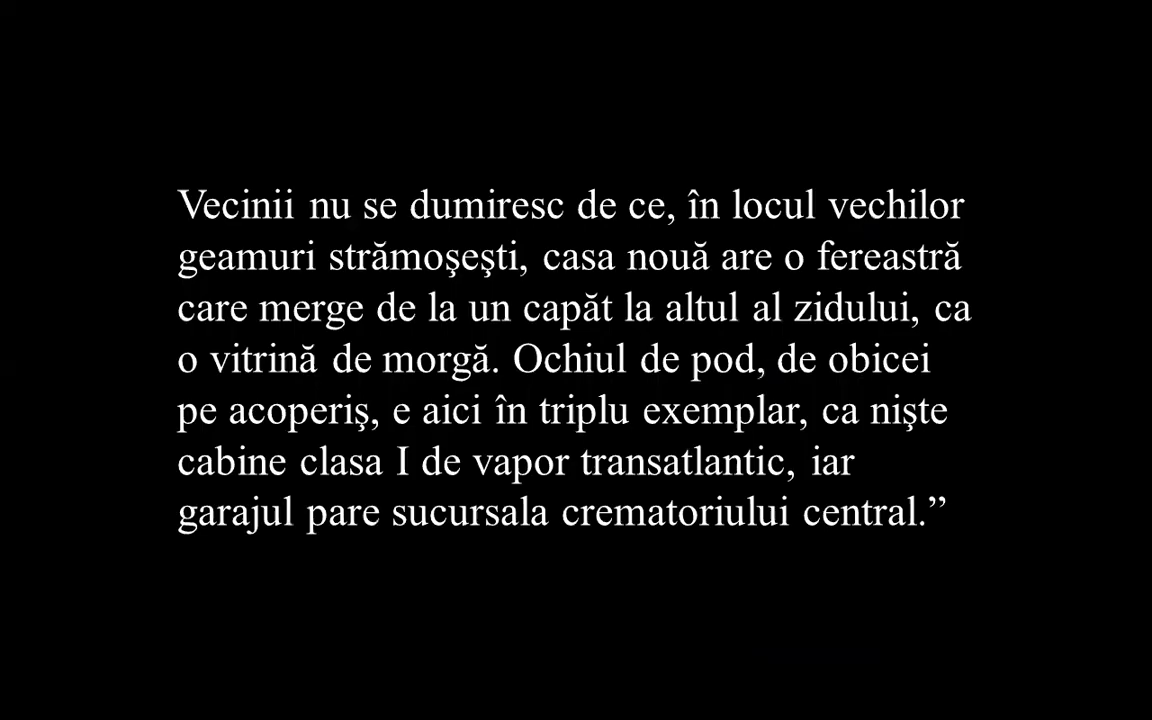 Vecinii nu se dumiresc de ce, în locul vechilor
geamuri strămoşeşti, casa nouă are o fereastră
care merge de la un capăt la altul al zidului, ca
o vitrină de morgă. Ochiul de pod, de obicei
pe acoperiş, e aici în triplu exemplar, ca nişte
cabine clasa I de vapor transatlantic, iar
garajul pare sucursala crematoriului central.”